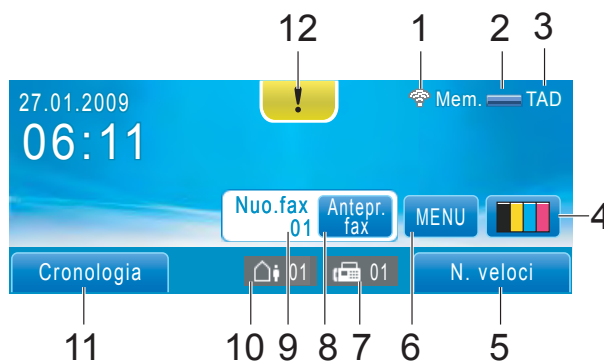 12 1 2 3
27.01.2009 ! Mem. TAD
06:11
Nuo.fax 01 Antepr. fax MENU 4
Cronologia 01 01 N. veloci
11 10 9 8 7 6 5